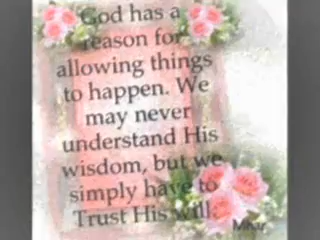 God has a
reason for
allowing things
to happen. We
may never
understand His
wisdom, but we
simply have to
Trust His will.